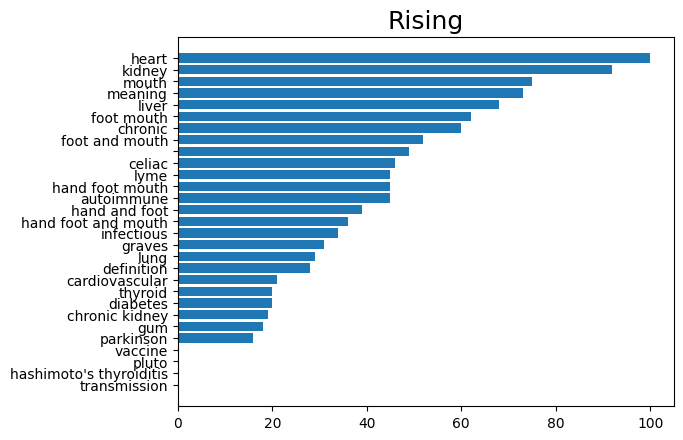 Rising
heart
kidney
mouth
meaning
liver
foot mouth
chronic
foot and mouth
celiac
lyme
hand foot mouth
autoimmune
hand and foot
hand foot and mouth
infectious
graves
lung
definition
cardiovascular
thyroid
diabetes
chronic kidney
gum
parkinson
vaccine
pluto
hashimoto's thyroiditis
transmission
0 20 40 60 80 100